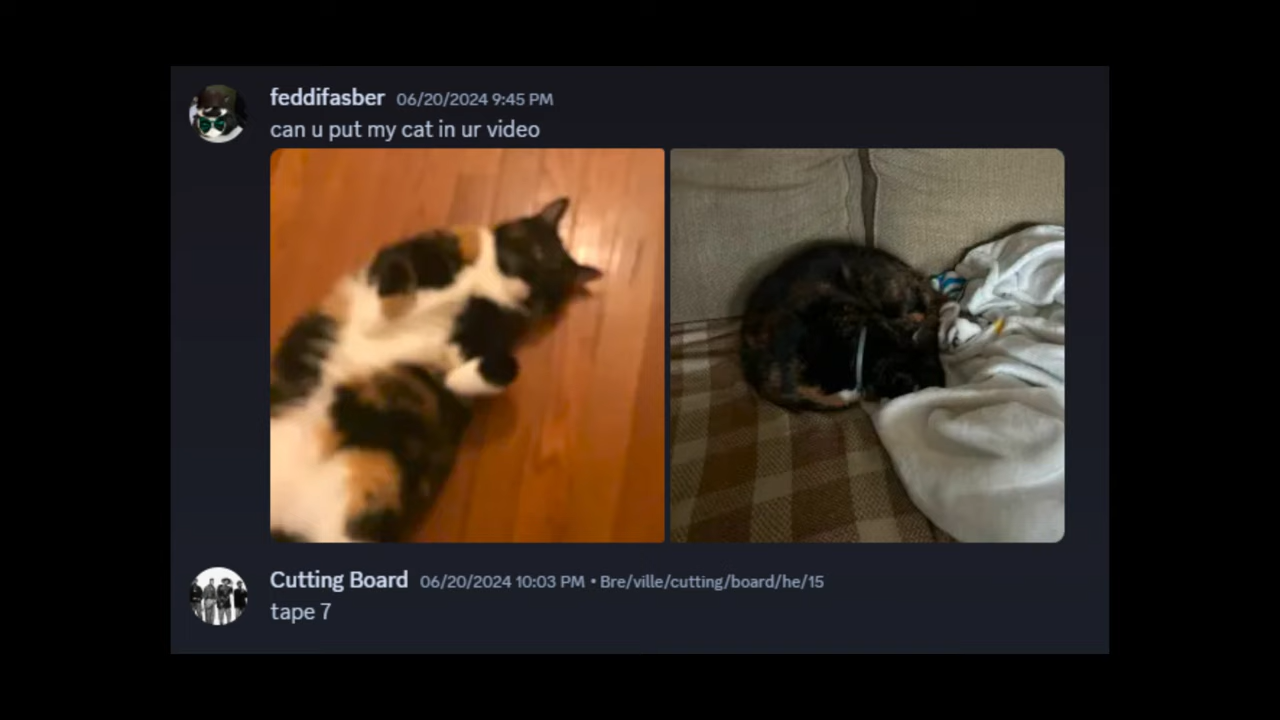 feddifasber 06/20/2024 9:45 PM
can u put my cat in ur video
Cutting Board 06/20/2024 10:03 PM • Bre/ville/cutting/board/he/15
tape 7